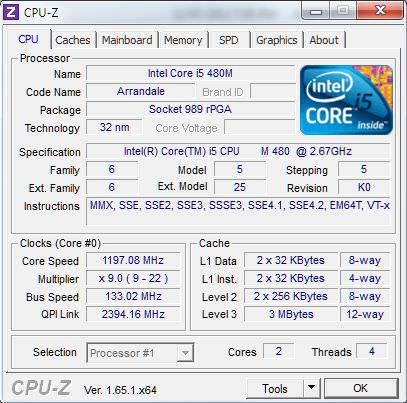 CPU-Z
CPU Caches Mainboard Memory SPD Graphics About
Processor
Name Intel Core i5 480M
Code Name Arrandale Brand ID
Package Socket 989 rPGA
Technology 32 nm Core Voltage
intel CORE i5 inside™
Specification Intel(R) Core(TM) i5 CPU M 480 @ 2.67GHz
Family 6 Model 5 Stepping 5
Ext. Family 6 Ext. Model 25 Revision K0
Instructions MMX, SSE, SSE2, SSE3, SSSE3, SSE4.1, SSE4.2, EM64T, VT-x
Clocks (Core #0) Cache
Core Speed 1197.08 MHz L1 Data 2 x 32 KBytes 8-way
Multiplier x 9.0 ( 9 - 22 ) L1 Inst. 2 x 32 KBytes 4-way
Bus Speed 133.02 MHz Level 2 2 x 256 KBytes 8-way
QPI Link 2394.16 MHz Level 3 3 MBytes 12-way
Selection Processor #1 Cores 2 Threads 4
CPU-Z Ver. 1.65.1.x64 Tools OK